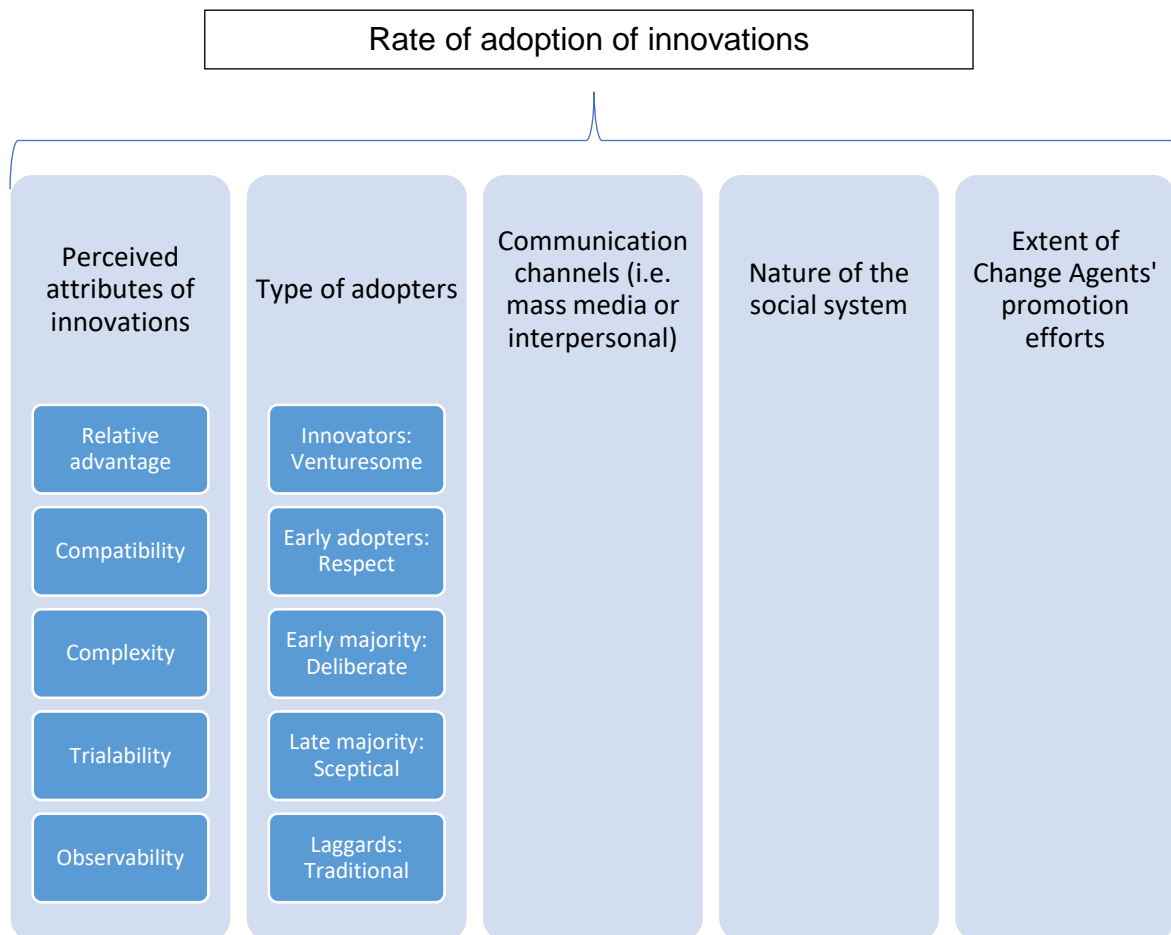 Rate of adoption of innovations
Perceived
attributes of
innovations
Relative
advantage
Compatibility
Complexity
Trialability
Observability
Type of adopters
Innovators:
Venturesome
Early adopters:
Respect
Early majority:
Deliberate
Late majority:
Sceptical
Laggards:
Traditional
Communication
channels (i.e.
mass media or
interpersonal)
Nature of the
social system
Extent of
Change Agents'
promotion
efforts